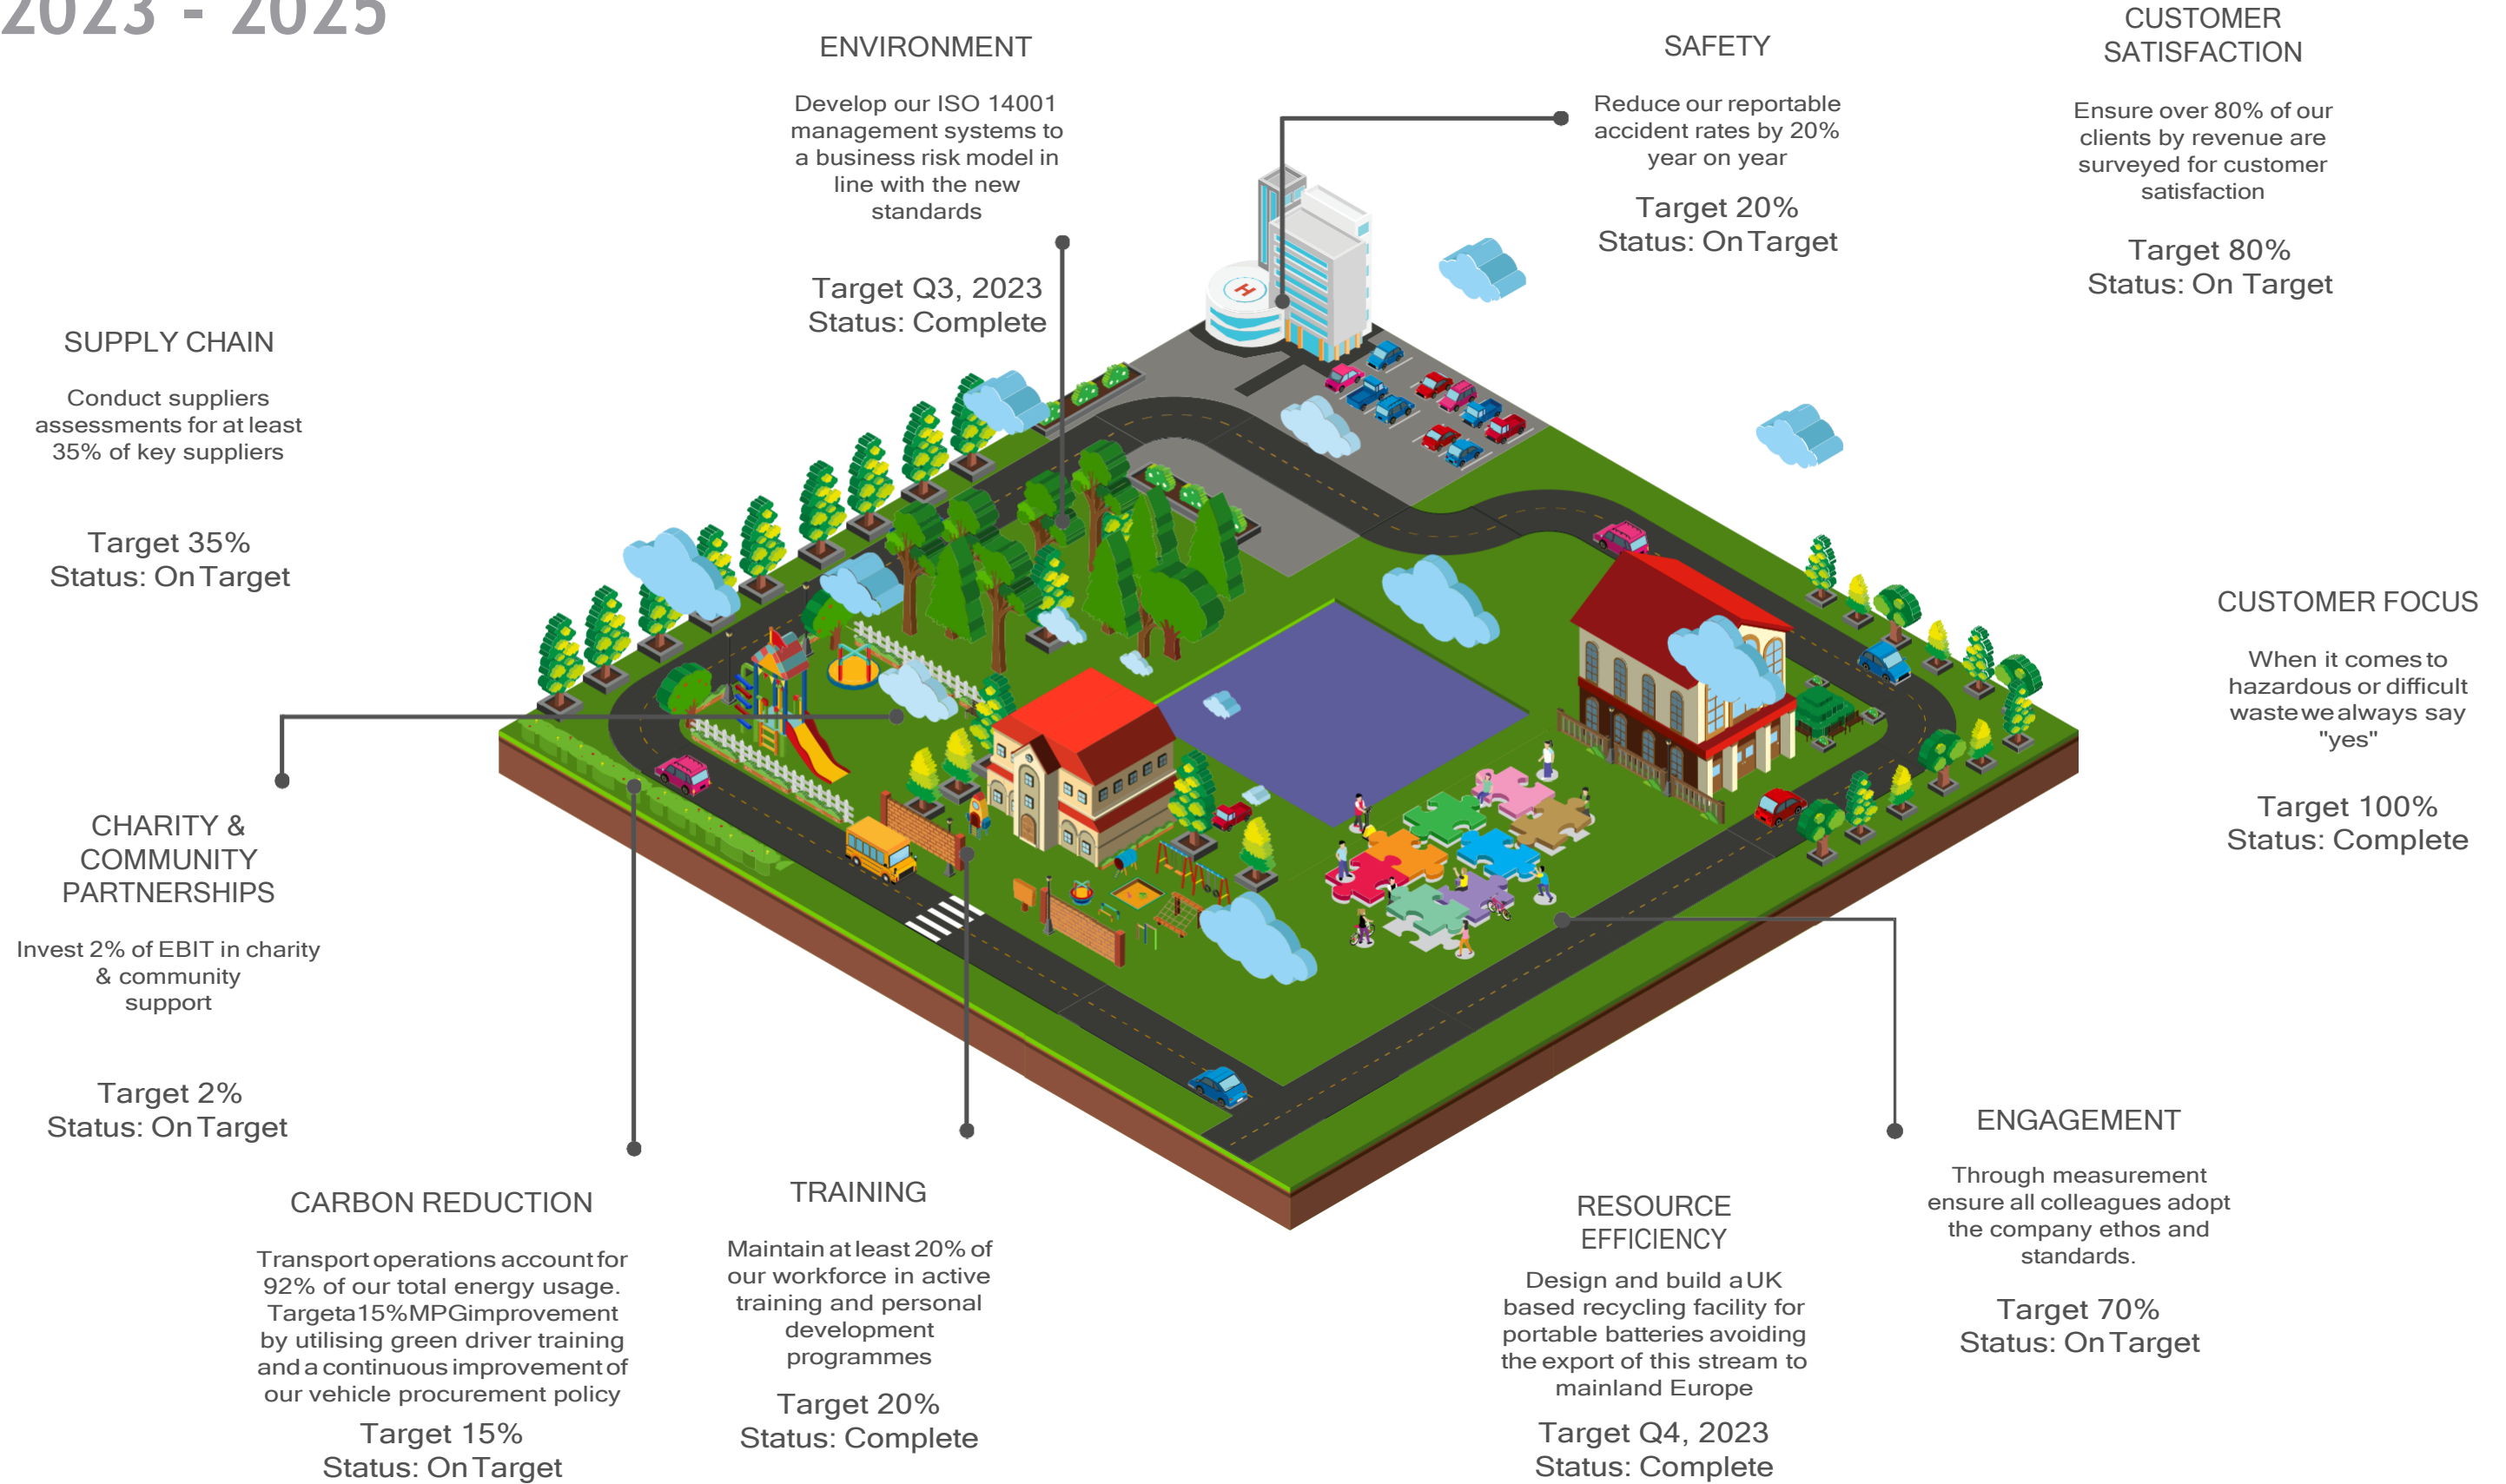 2023 - 2025
ENVIRONMENT
Develop our ISO 14001
management systems to
a business risk model in
line with the new
standards
Target Q3, 2023
Status: Complete
SAFETY
Reduce our reportable
accident rates by 20%
year on year
Target 20%
Status: On Target
CUSTOMER
SATISFACTION
Ensure over 80% of our
clients by revenue are
surveyed for customer
satisfaction
Target 80%
Status: On Target
SUPPLY CHAIN
Conduct suppliers
assessments for at least
35% of key suppliers
Target 35%
Status: On Target
H
CUSTOMER FOCUS
When it comes to
hazardous or difficult
waste we always say
"yes"
Target 100%
Status: Complete
CHARITY &
COMMUNITY
PARTNERSHIPS
Invest 2% of EBIT in charity
& community
support
Target 2%
Status: On Target
CARBON REDUCTION
Transport operations account for
92% of our total energy usage.
Target a 15% MPG improvement
by utilising green driver training
and a continuous improvement of
our vehicle procurement policy
Target 15%
Status: On Target
TRAINING
Maintain at least 20% of
our workforce in active
training and personal
development
programmes
Target 20%
Status: Complete
RESOURCE
EFFICIENCY
Design and build a UK
based recycling facility for
portable batteries avoiding
the export of this stream to
mainland Europe
Target Q4, 2023
Status: Complete
ENGAGEMENT
Through measurement
ensure all colleagues adopt
the company ethos and
standards.
Target 70%
Status: On Target